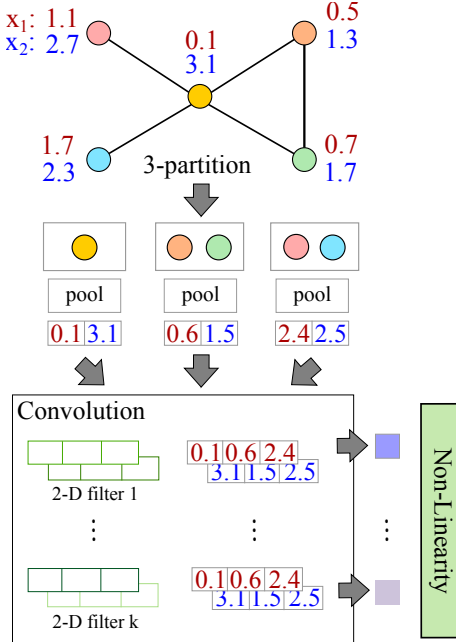 x₁: 1.1
x₂: 2.7
0.1
3.1
0.5
1.3
1.7
2.3
0.7
1.7
3-partition
pool pool pool
0.1 3.1 0.6 1.5 2.4 2.5
Convolution
0.1 0.6 2.4
3.1 1.5 2.5
2-D filter 1
⋮ ⋮ ⋮
0.1 0.6 2.4
3.1 1.5 2.5
2-D filter k
Non-Linearity